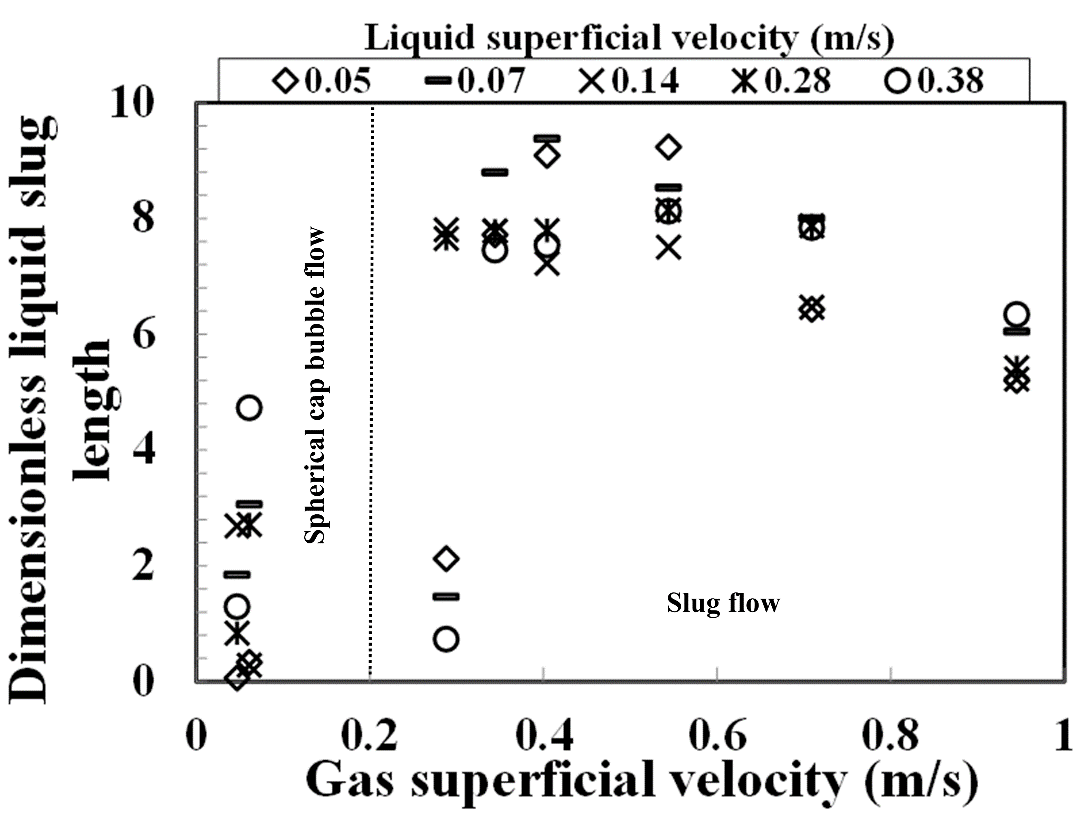 Liquid superficial velocity (m/s)
0.05 0.07 0.14 0.28 0.38
Dimensionless liquid slug
length
10
8
6
4
2
0
Spherical cap bubble flow
Slug flow
0 0.2 0.4 0.6 0.8 1
Gas superficial velocity (m/s)